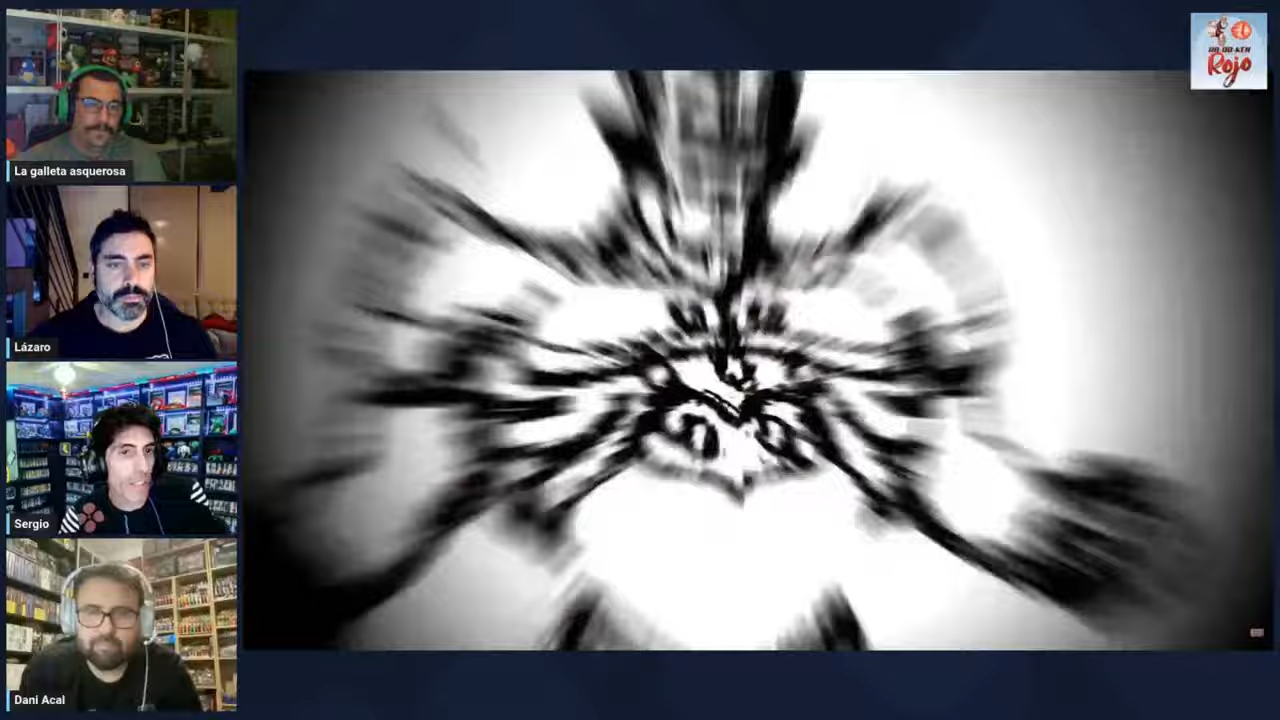 La galleta asquerosa
Lázaro
Sergio
Dani Acal
Rojo